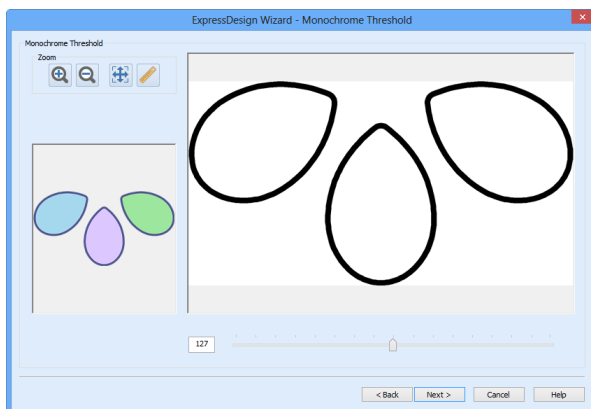 ExpressDesign Wizard - Monochrome Threshold
Monochrome Threshold
Zoom
127
< Back
Next >
Cancel
Help